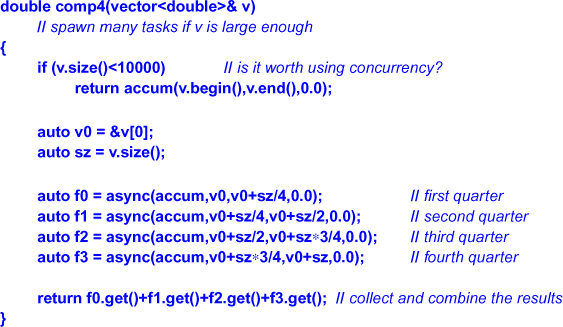 double comp4(vector<double>& v)
// spawn many tasks if v is large enough
{
if (v.size()<10000) // is it worth using concurrency?
return accum(v.begin(),v.end(),0.0);
auto v0 = &v[0];
auto sz = v.size();
auto f0 = async(accum,v0,v0+sz/4,0.0); // first quarter
auto f1 = async(accum,v0+sz/4,v0+sz/2,0.0); // second quarter
auto f2 = async(accum,v0+sz/2,v0+sz*3/4,0.0); // third quarter
auto f3 = async(accum,v0+sz*3/4,v0+sz,0.0); // fourth quarter
return f0.get()+f1.get()+f2.get()+f3.get(); // collect and combine the results
}